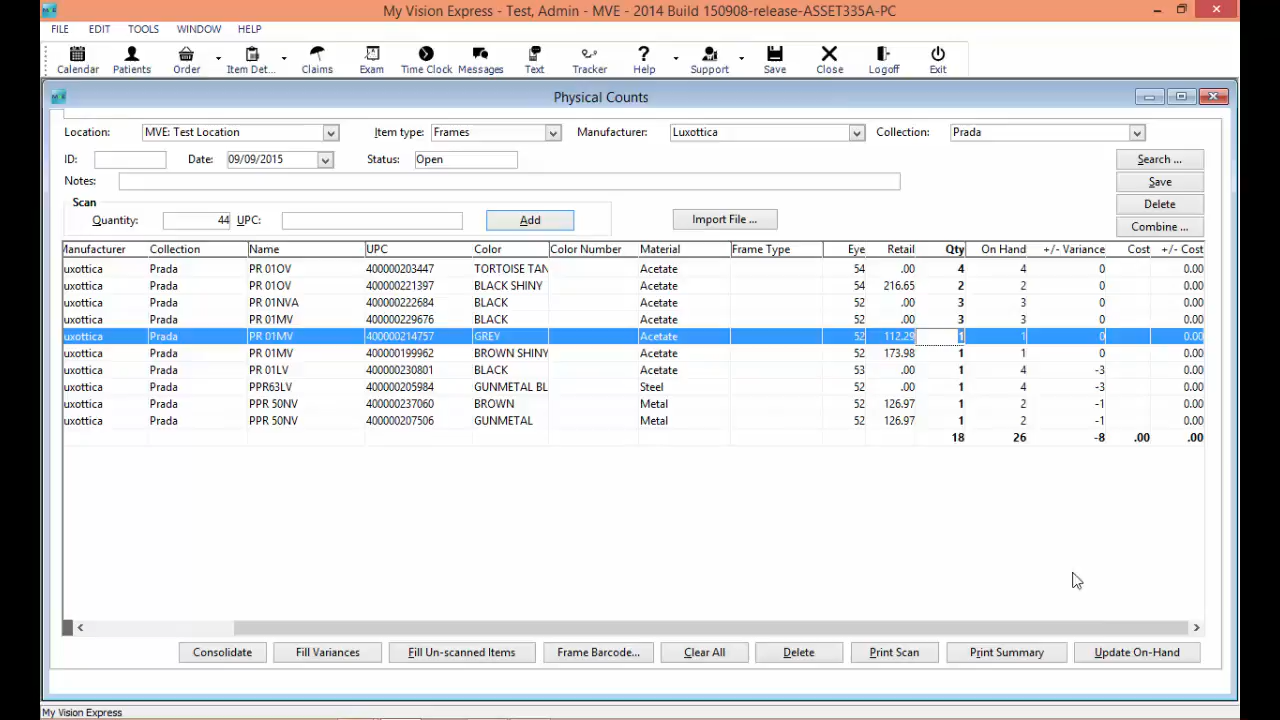 My Vision Express - Test, Admin - MVE - 2014 Build 150908-release-ASSET335A-PC
FILE EDIT TOOLS WINDOW HELP
Calendar Patients Order Item Det... Claims Exam Time Clock Messages Text Tracker Help Support Save Close Logoff Exit
Physical Counts
Location: MVE: Test Location Item type: Frames Manufacturer: Luxottica Collection: Prada
ID: Date: 09/09/2015 Status: Open Search ...
Notes: Save
Scan Delete
Quantity: 44 UPC: Add Import File ... Combine ...
Manufacturer Collection Name UPC Color Color Number Material Frame Type Eye Retail Qty On Hand +/- Variance Cost +/- Cost
uxottica Prada PR 01OV 400000203447 TORTOISE TAN Acetate 54 .00 4 4 0 0.00
uxottica Prada PR 01OV 400000221397 BLACK SHINY Acetate 54 216.65 2 2 0 0.00
uxottica Prada PR 01NVA 400000222684 BLACK Acetate 52 .00 3 3 0 0.00
uxottica Prada PR 01MV 400000229676 BLACK Acetate 52 .00 3 3 0 0.00
uxottica Prada PR 01MV 400000214757 GREY Acetate 52 112.29 1 1 0 0.00
uxottica Prada PR 01MV 400000199962 BROWN SHINY Acetate 52 173.98 1 1 0 0.00
uxottica Prada PR 01LV 400000230801 BLACK Acetate 53 .00 1 4 -3 0.00
uxottica Prada PPR63LV 400000205984 GUNMETAL BL Steel 52 .00 1 4 -3 0.00
uxottica Prada PPR 50NV 400000237060 BROWN Metal 52 126.97 1 2 -1 0.00
uxottica Prada PPR 50NV 400000207506 GUNMETAL Metal 52 126.97 1 2 -1 0.00
18 26 -8 .00 .00
Consolidate Fill Variances Fill Un-scanned Items Frame Barcode... Clear All Delete Print Scan Print Summary Update On-Hand
My Vision Express